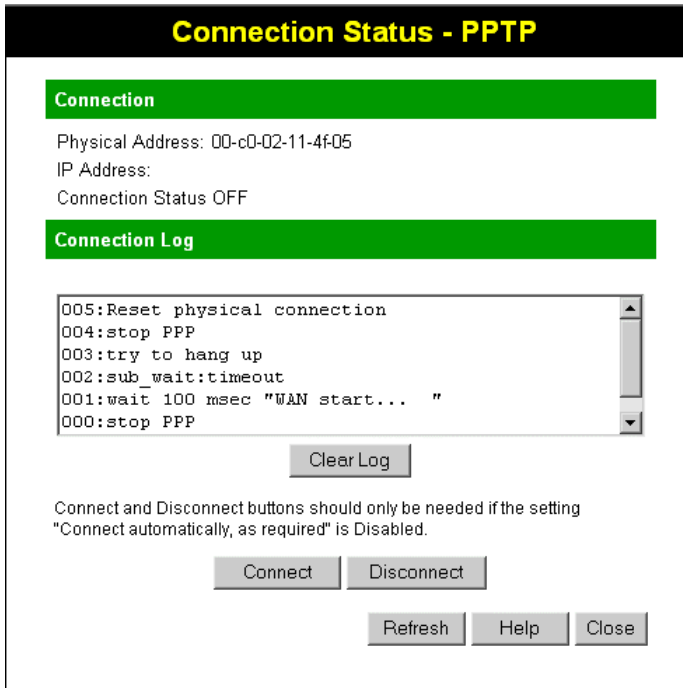 Connection Status - PPTP
Connection
Physical Address: 00-c0-02-11-4f-05
IP Address:
Connection Status OFF
Connection Log
005:Reset physical connection
004:stop PPP
003:try to hang up
002:sub_wait:timeout
001:wait 100 msec "WAN start...  "
000:stop PPP
Clear Log
Connect and Disconnect buttons should only be needed if the setting
"Connect automatically, as required" is Disabled.
Connect Disconnect
Refresh Help Close